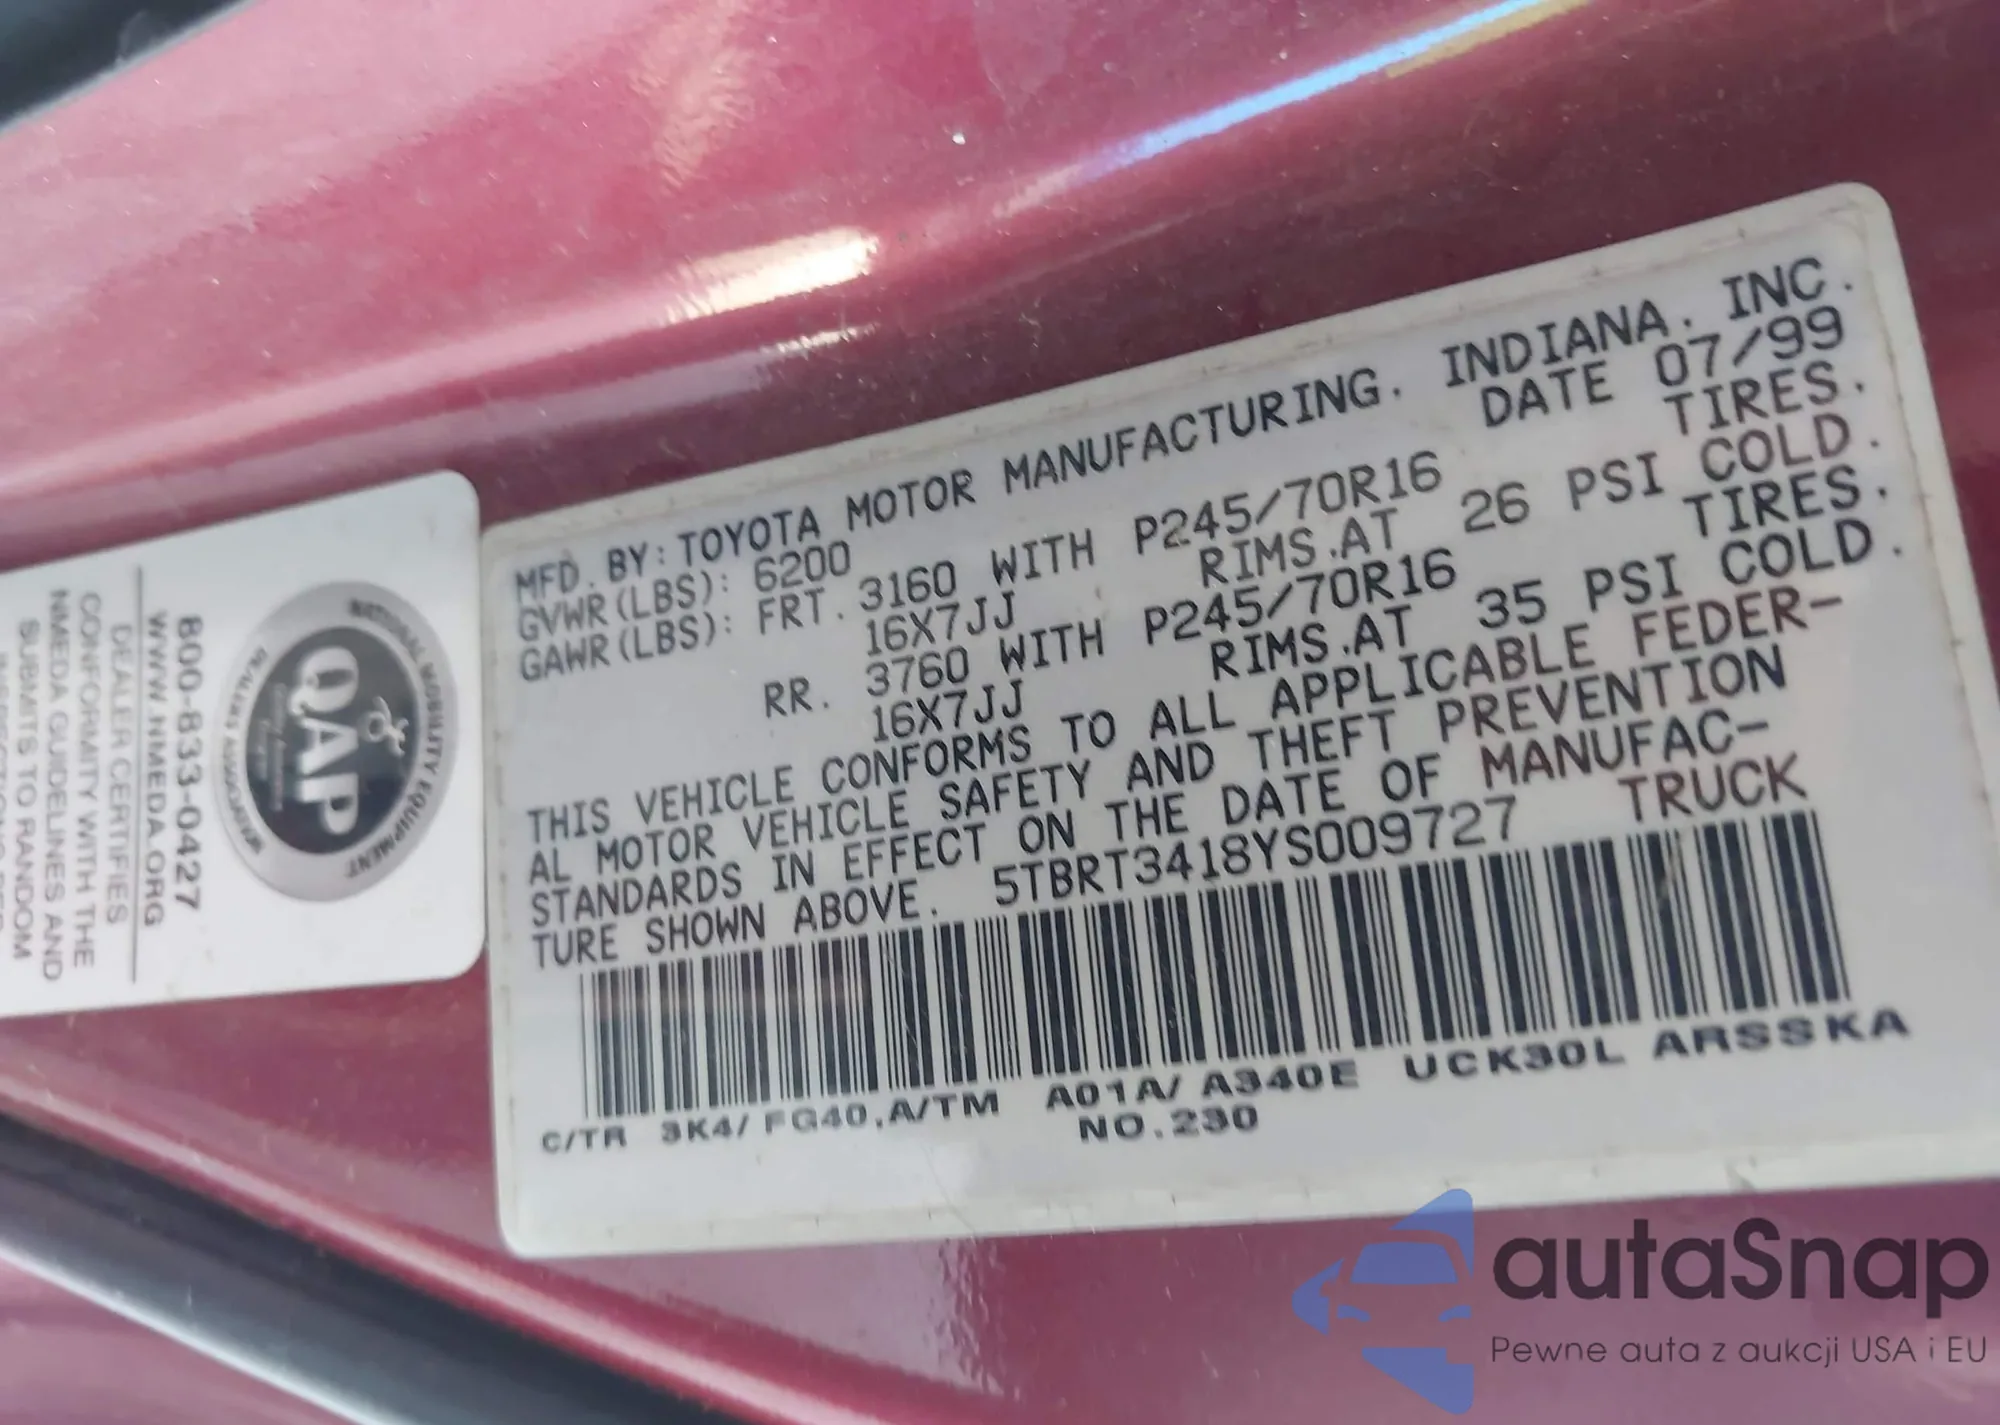 MFD. BY: TOYOTA MOTOR MANUFACTURING. INDIANA. INC.
GVWR(LBS): 6200 DATE 07/99
GAWR(LBS): FRT. 3160 WITH P245/70R16 TIRES.
16X7JJ RIMS.AT 26 PSI COLD.
RR. 3760 WITH P245/70R16 TIRES.
16X7JJ RIMS.AT 35 PSI COLD.
THIS VEHICLE CONFORMS TO ALL APPLICABLE FEDER-
AL MOTOR VEHICLE SAFETY AND THEFT PREVENTION
STANDARDS IN EFFECT ON THE DATE OF MANUFAC-
TURE SHOWN ABOVE. 5TBRT3418YS009727 TRUCK
C/TR 3K4/ FG40,A/TM A01A/ A340E UCK30L ARSSKA
NO.230
NATIONAL MOBILITY EQUIPMENT
DEALERS ASSOCIATION
QAP
800-833-0427
WWW.NMEDA.ORG
DEALER CERTIFIES
CONFORMITY WITH THE
NMEDA GUIDELINES AND
SUBMITS TO RANDOM
autaSnap
Pewne auta z aukcji USA i EU